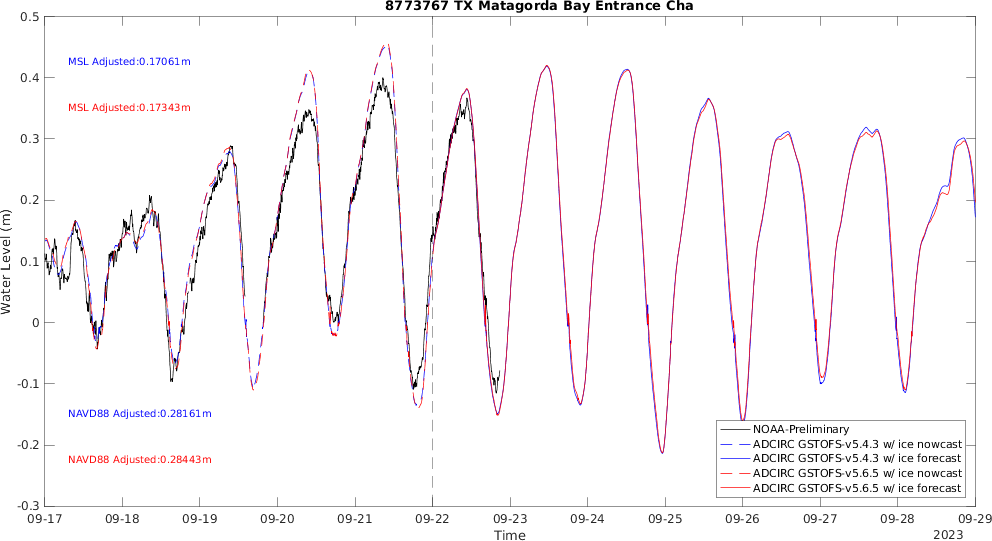 8773767 TX Matagorda Bay Entrance Cha
0.5
0.4
0.3
0.2
0.1
0
-0.1
-0.2
-0.3
Water Level (m)
MSL Adjusted:0.17061m
MSL Adjusted:0.17343m
NAVD88 Adjusted:0.28161m
NAVD88 Adjusted:0.28443m
NOAA-Preliminary
ADCIRC GSTOFS-v5.4.3 w/ ice nowcast
ADCIRC GSTOFS-v5.4.3 w/ ice forecast
ADCIRC GSTOFS-v5.6.5 w/ ice nowcast
ADCIRC GSTOFS-v5.6.5 w/ ice forecast
09-17 09-18 09-19 09-20 09-21 09-22 09-23 09-24 09-25 09-26 09-27 09-28 09-29
Time
2023